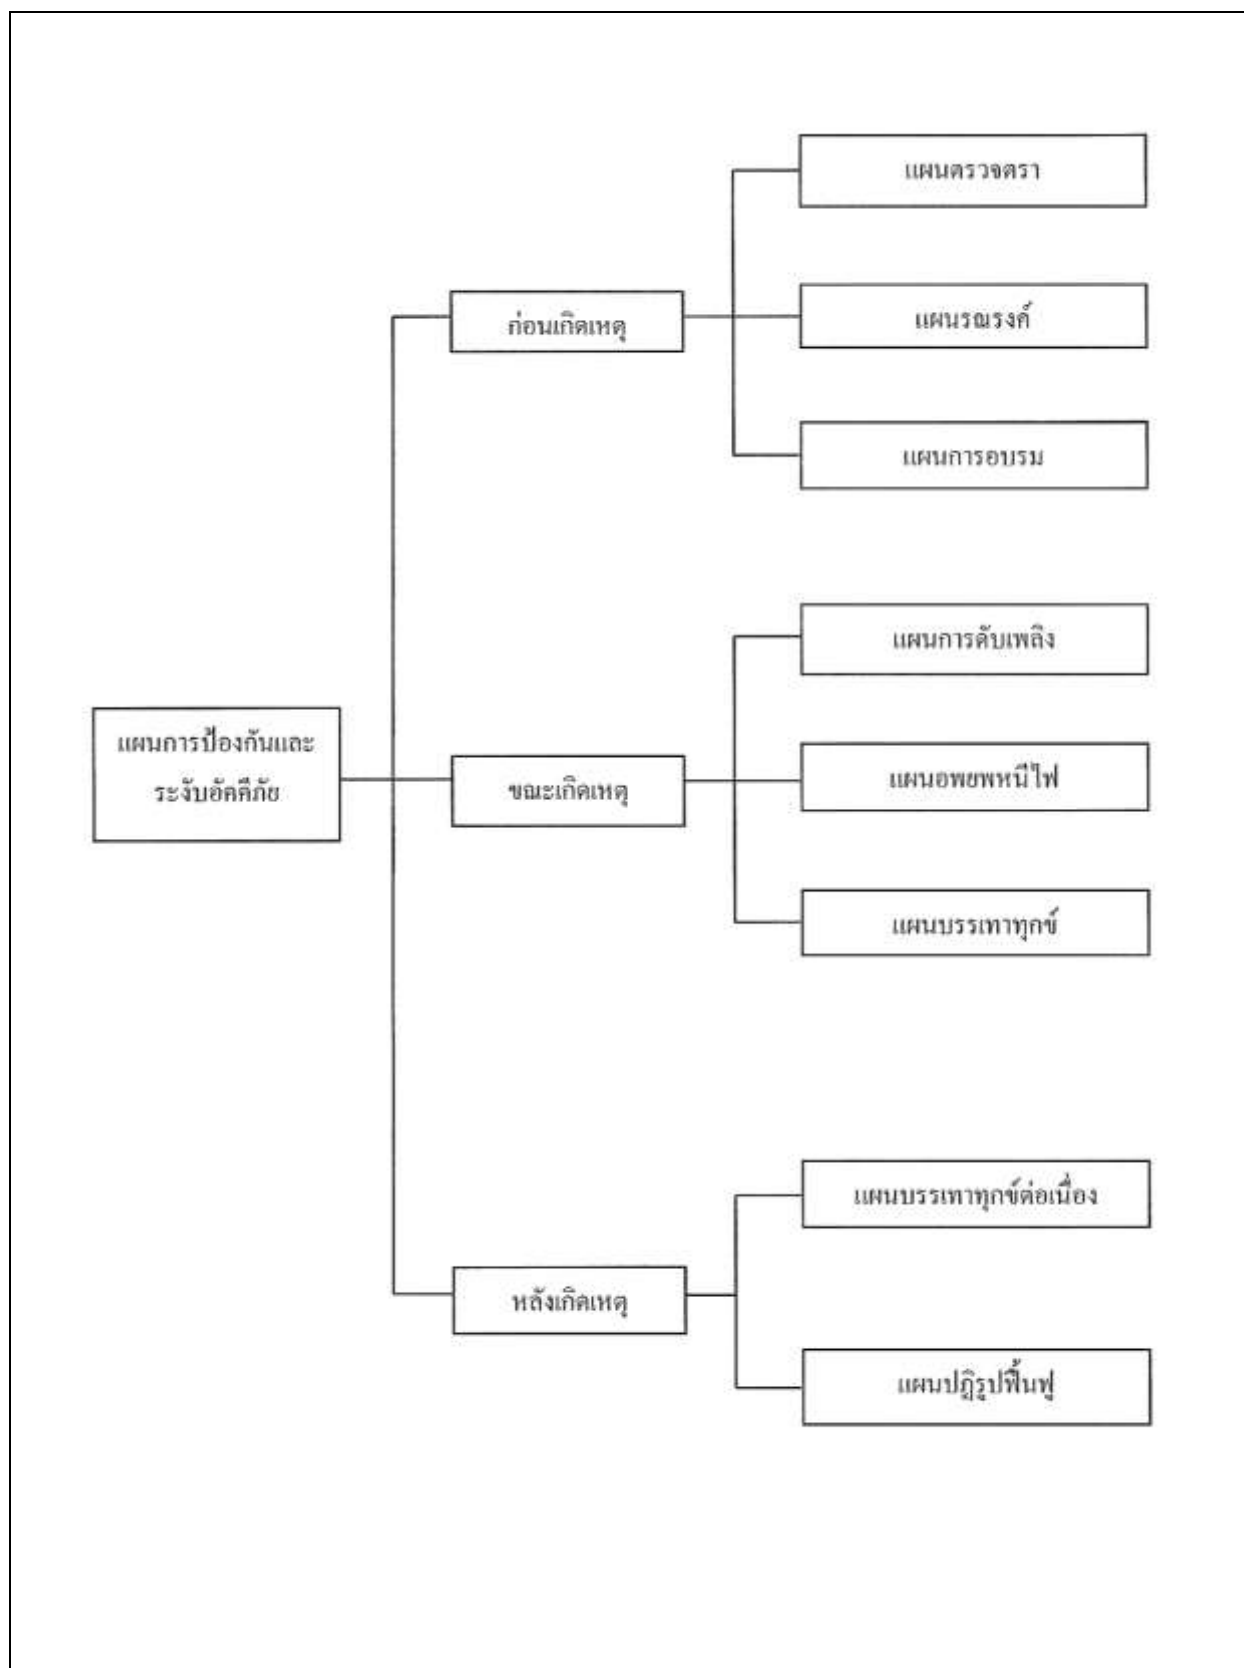 แผนการป้องกันและ
ระงับอัคคีภัย
ก่อนเกิดเหตุ
แผนตรวจตรา
แผนรณรงค์
แผนการอบรม
ขณะเกิดเหตุ
แผนการดับเพลิง
แผนอพยพหนีไฟ
แผนบรรเทาทุกข์
หลังเกิดเหตุ
แผนบรรเทาทุกข์ต่อเนื่อง
แผนปฏิรูปฟื้นฟู